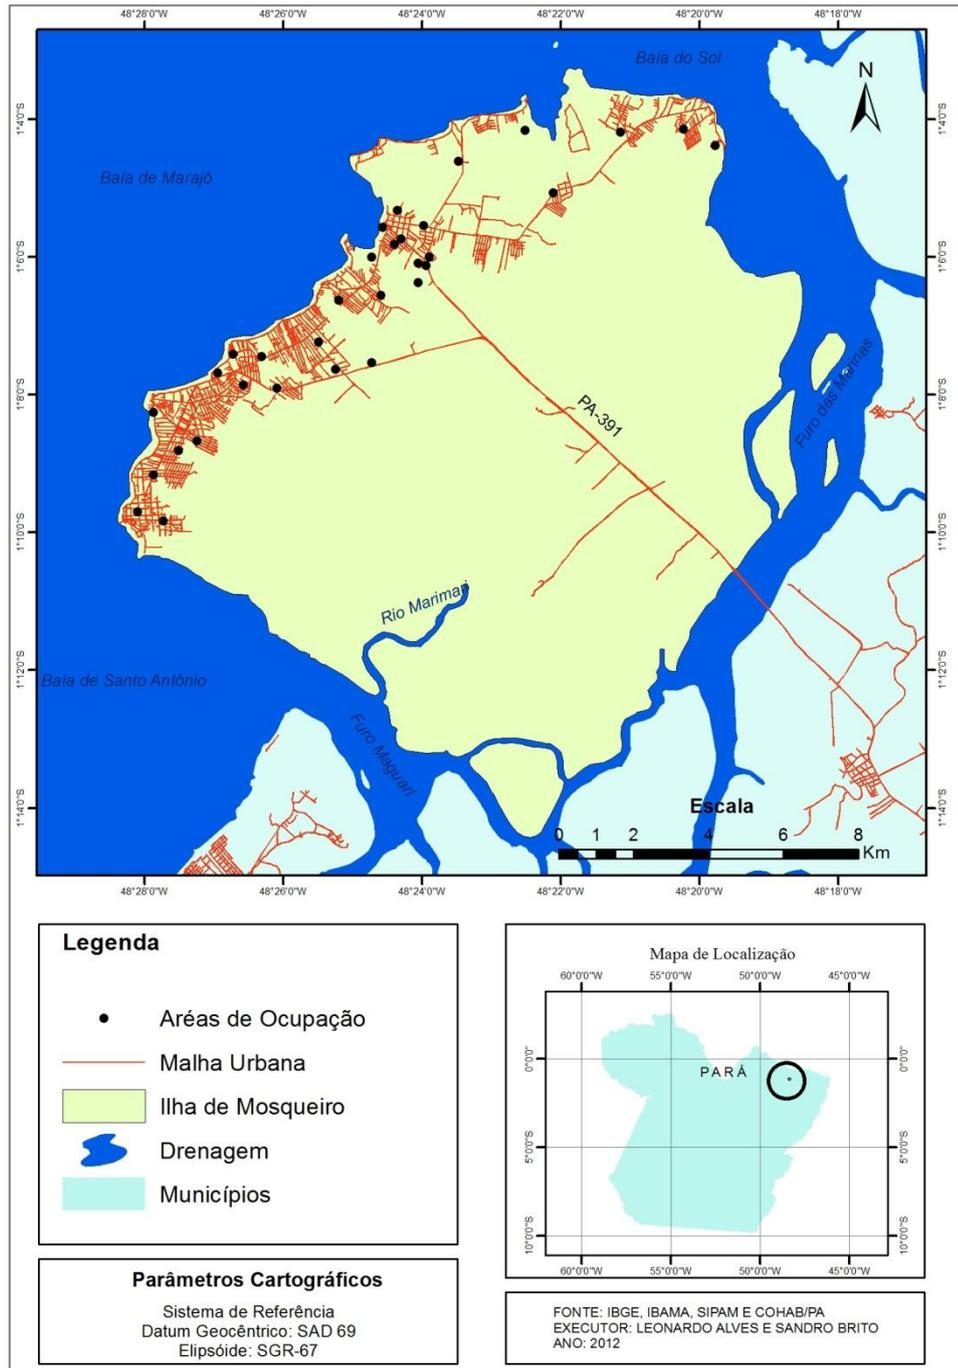 48°28'0"W 48°26'0"W 48°24'0"W 48°22'0"W 48°20'0"W 48°18'0"W
Baía do Sol
N
1°4'0"S 1°4'0"S
Baía de Marajó
1°6'0"S 1°6'0"S
Furo das Marinas
1°8'0"S 1°8'0"S
PA-391
1°10'0"S 1°10'0"S
Rio Marimari
1°12'0"S 1°12'0"S
Baía de Santo Antônio
Furo Maguari
1°14'0"S 1°14'0"S
Escala
0 1 2 4 6 8
Km
48°28'0"W 48°26'0"W 48°24'0"W 48°22'0"W 48°20'0"W 48°18'0"W
Legenda
Aréas de Ocupação
Malha Urbana
Ilha de Mosqueiro
Drenagem
Municípios
Parâmetros Cartográficos
Sistema de Referência
Datum Geocêntrico: SAD 69
Elipsóide: SGR-67
Mapa de Localização
60°0'0"W 55°0'0"W 50°0'0"W 45°0'0"W
0°0'0" 0°0'0"
PARÁ
5°0'0"S 5°0'0"S
10°0'0"S 10°0'0"S
60°0'0"W 55°0'0"W 50°0'0"W 45°0'0"W
FONTE: IBGE, IBAMA, SIPAM E COHAB/PA
EXECUTOR: LEONARDO ALVES E SANDRO BRITO
ANO: 2012